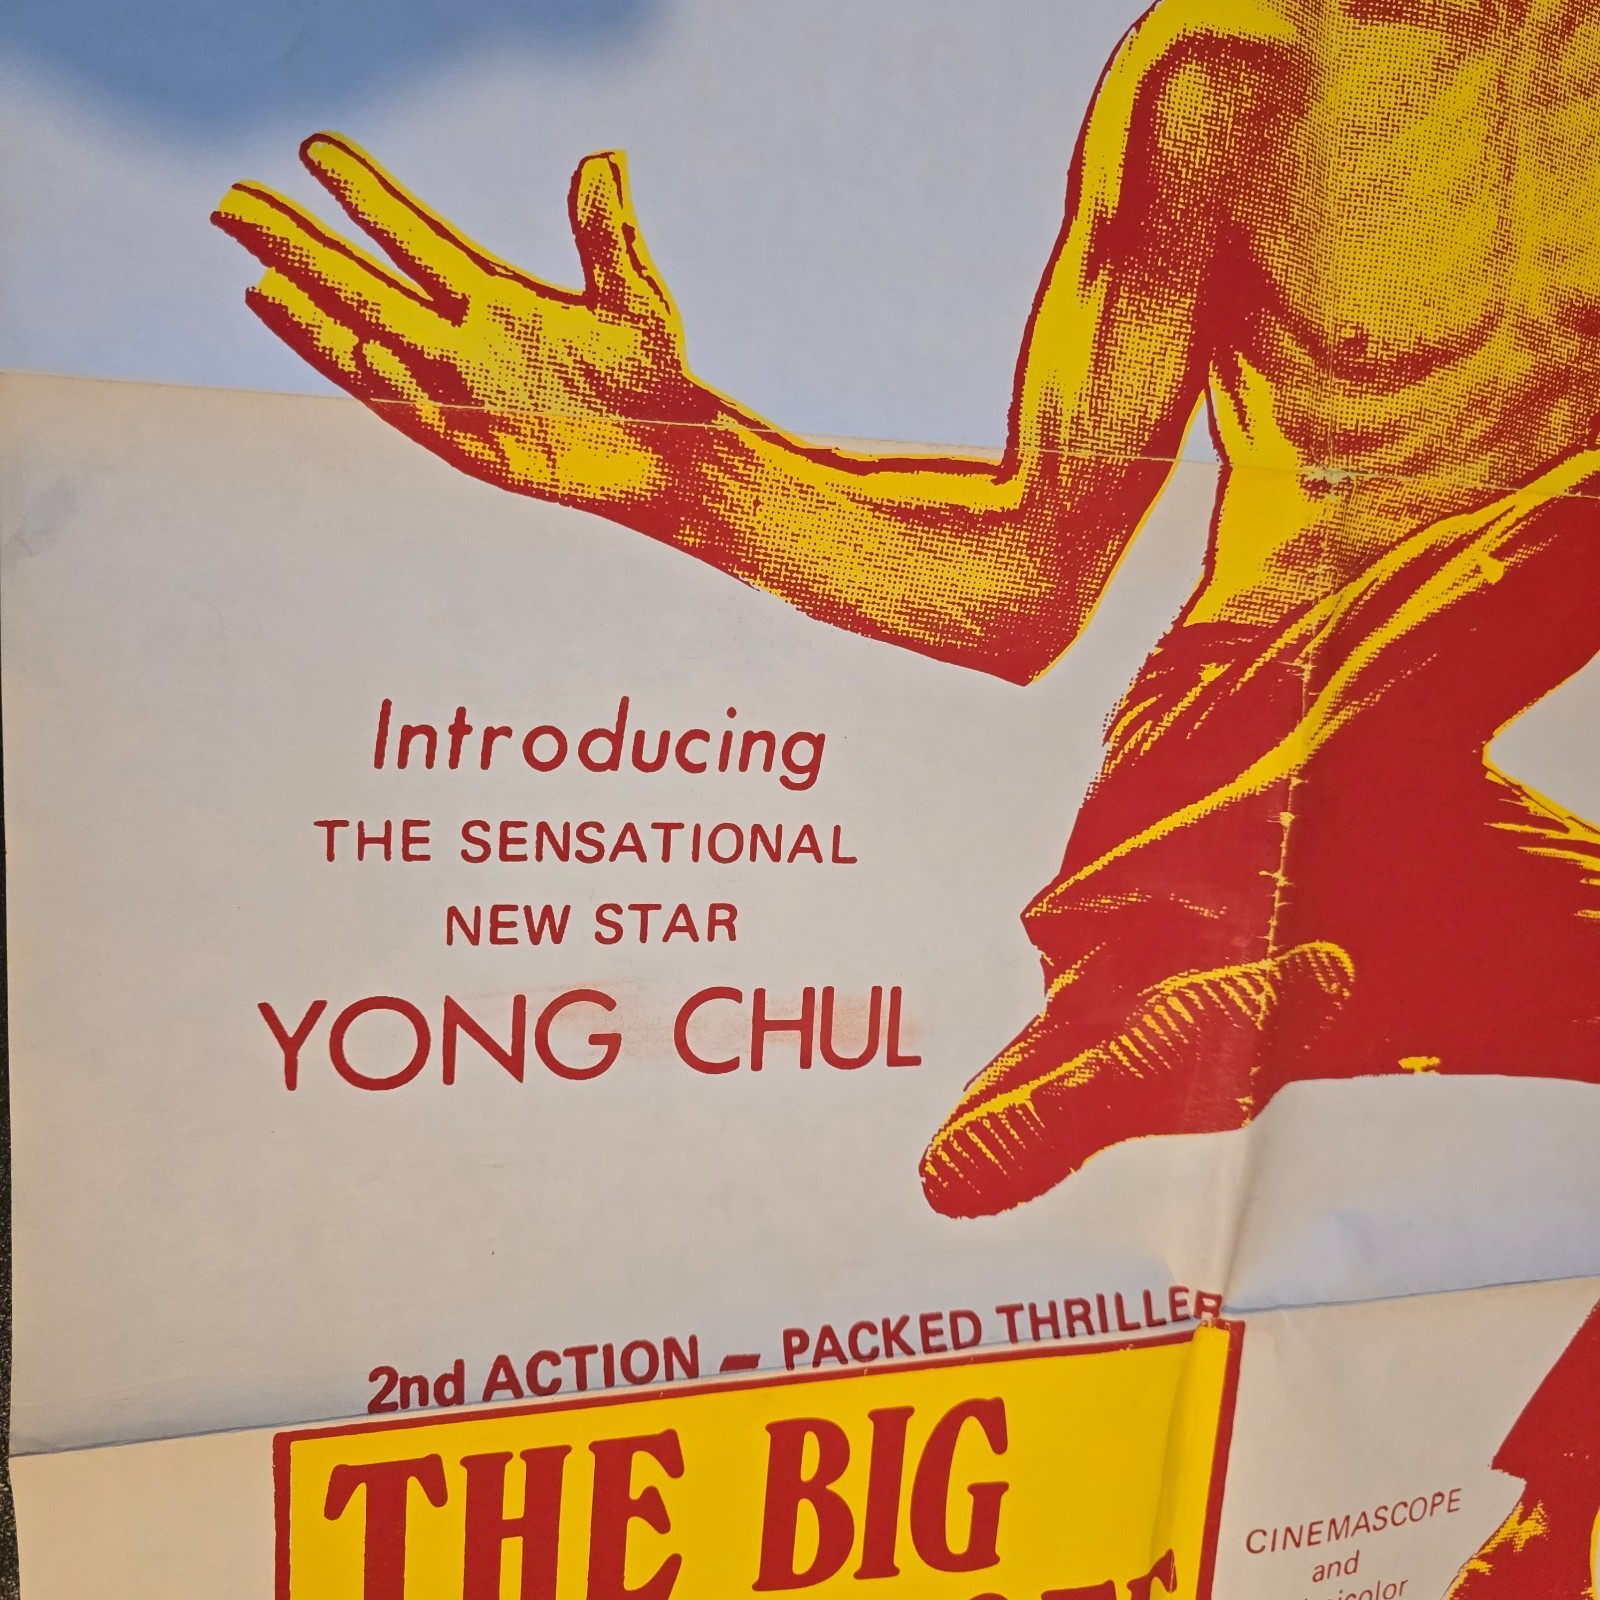 Introducing
THE SENSATIONAL
NEW STAR
YONG CHUL
2nd ACTION - PACKED THRILLER
THE BIG
CINEMASCOPE
and